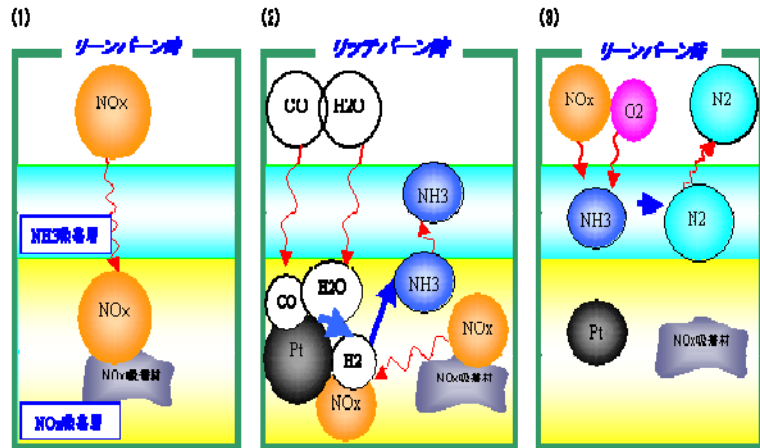 (1)
リーンバーン時
NOx
NH3吸着層
NOx
NOx吸着材
NOx吸着層
(2)
リッチバーン時
CO
H2O
NH3
CO
H2O
NH3
NOx
Pt
H2
NOx吸着材
NOx
(3)
リーンバーン時
NOx
O2
N2
NH3
N2
Pt
NOx吸着材